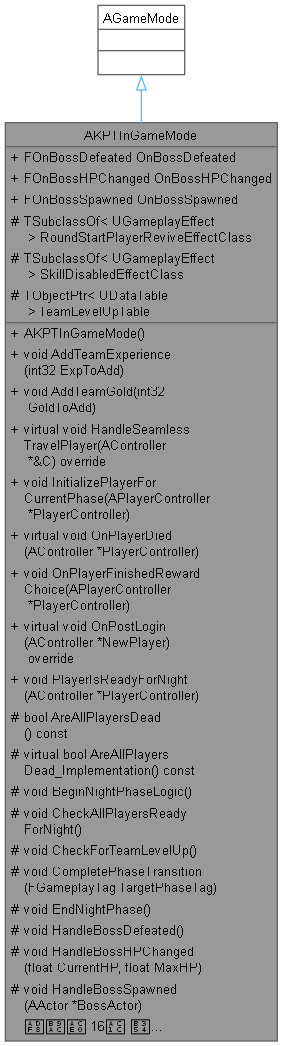 AGameMode
AKPTInGameMode
+ FOnBossDefeated OnBossDefeated
+ FOnBossHPChanged OnBossHPChanged
+ FOnBossSpawned OnBossSpawned
# TSubclassOf< UGameplayEffect
> RoundStartPlayerReviveEffectClass
# TSubclassOf< UGameplayEffect
> SkillDisabledEffectClass
# TObjectPtr< UDataTable
> TeamLevelUpTable
+ AKPTInGameMode()
+ void AddTeamExperience
(int32 ExpToAdd)
+ void AddTeamGold(int32
GoldToAdd)
+ virtual void HandleSeamless
TravelPlayer(AController
*&C) override
+ void InitializePlayerFor
CurrentPhase(APlayerController
*PlayerController)
+ virtual void OnPlayerDied
(AController *PlayerController)
+ void OnPlayerFinishedReward
Choice(APlayerController
*PlayerController)
+ virtual void OnPostLogin
(AController *NewPlayer)
override
+ void PlayerIsReadyForNight
(AController *PlayerController)
# bool AreAllPlayersDead
() const
# virtual bool AreAllPlayers
Dead_Implementation() const
# void BeginNightPhaseLogic()
# void CheckAllPlayersReady
ForNight()
# void CheckForTeamLevelUp()
# void CompletePhaseTransition
(FGameplayTag TargetPhaseTag)
# void EndNightPhase()
# void HandleBossDefeated()
# void HandleBossHPChanged
(float CurrentHP, float MaxHP)
# void HandleBossSpawned
(AActor *BossActor)
16 ...